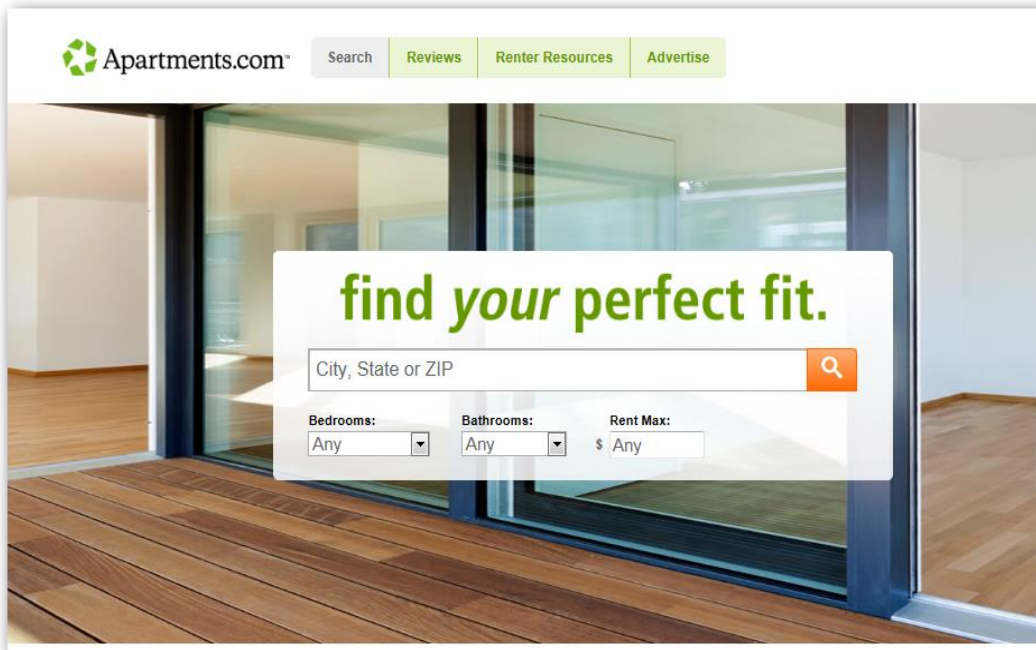 Apartments.com™
Search Reviews Renter Resources Advertise
find your perfect fit.
City, State or ZIP
Bedrooms: Bathrooms: Rent Max:
Any Any $ Any